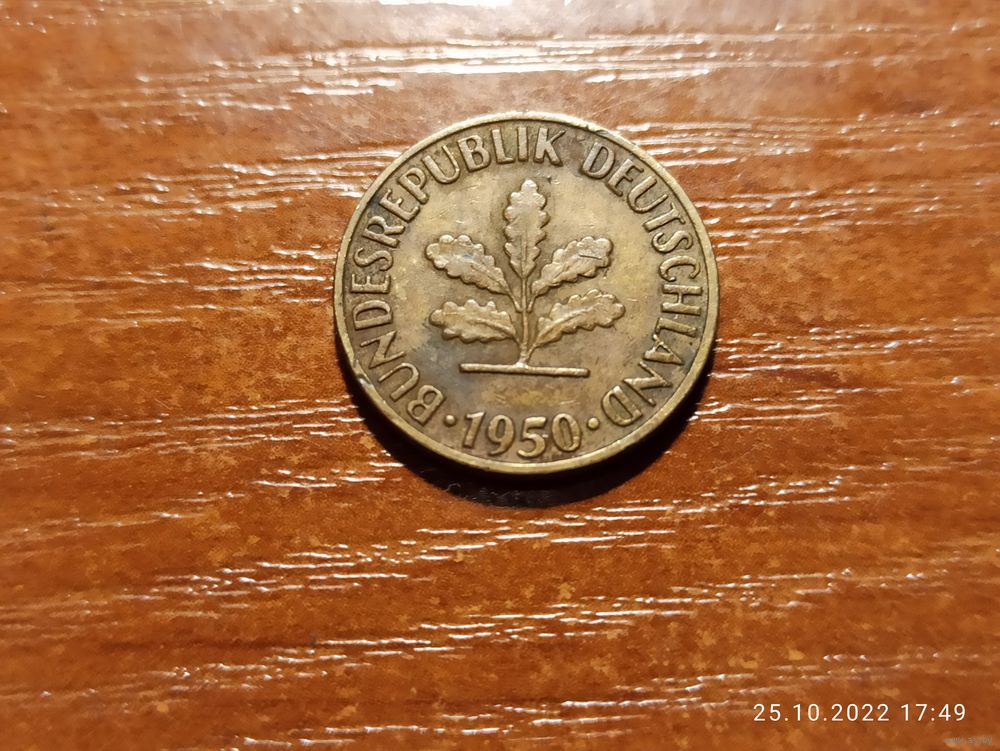 BUNDESREPUBLIK DEUTSCHLAND
· 1950 ·
25.10.2022 17:49